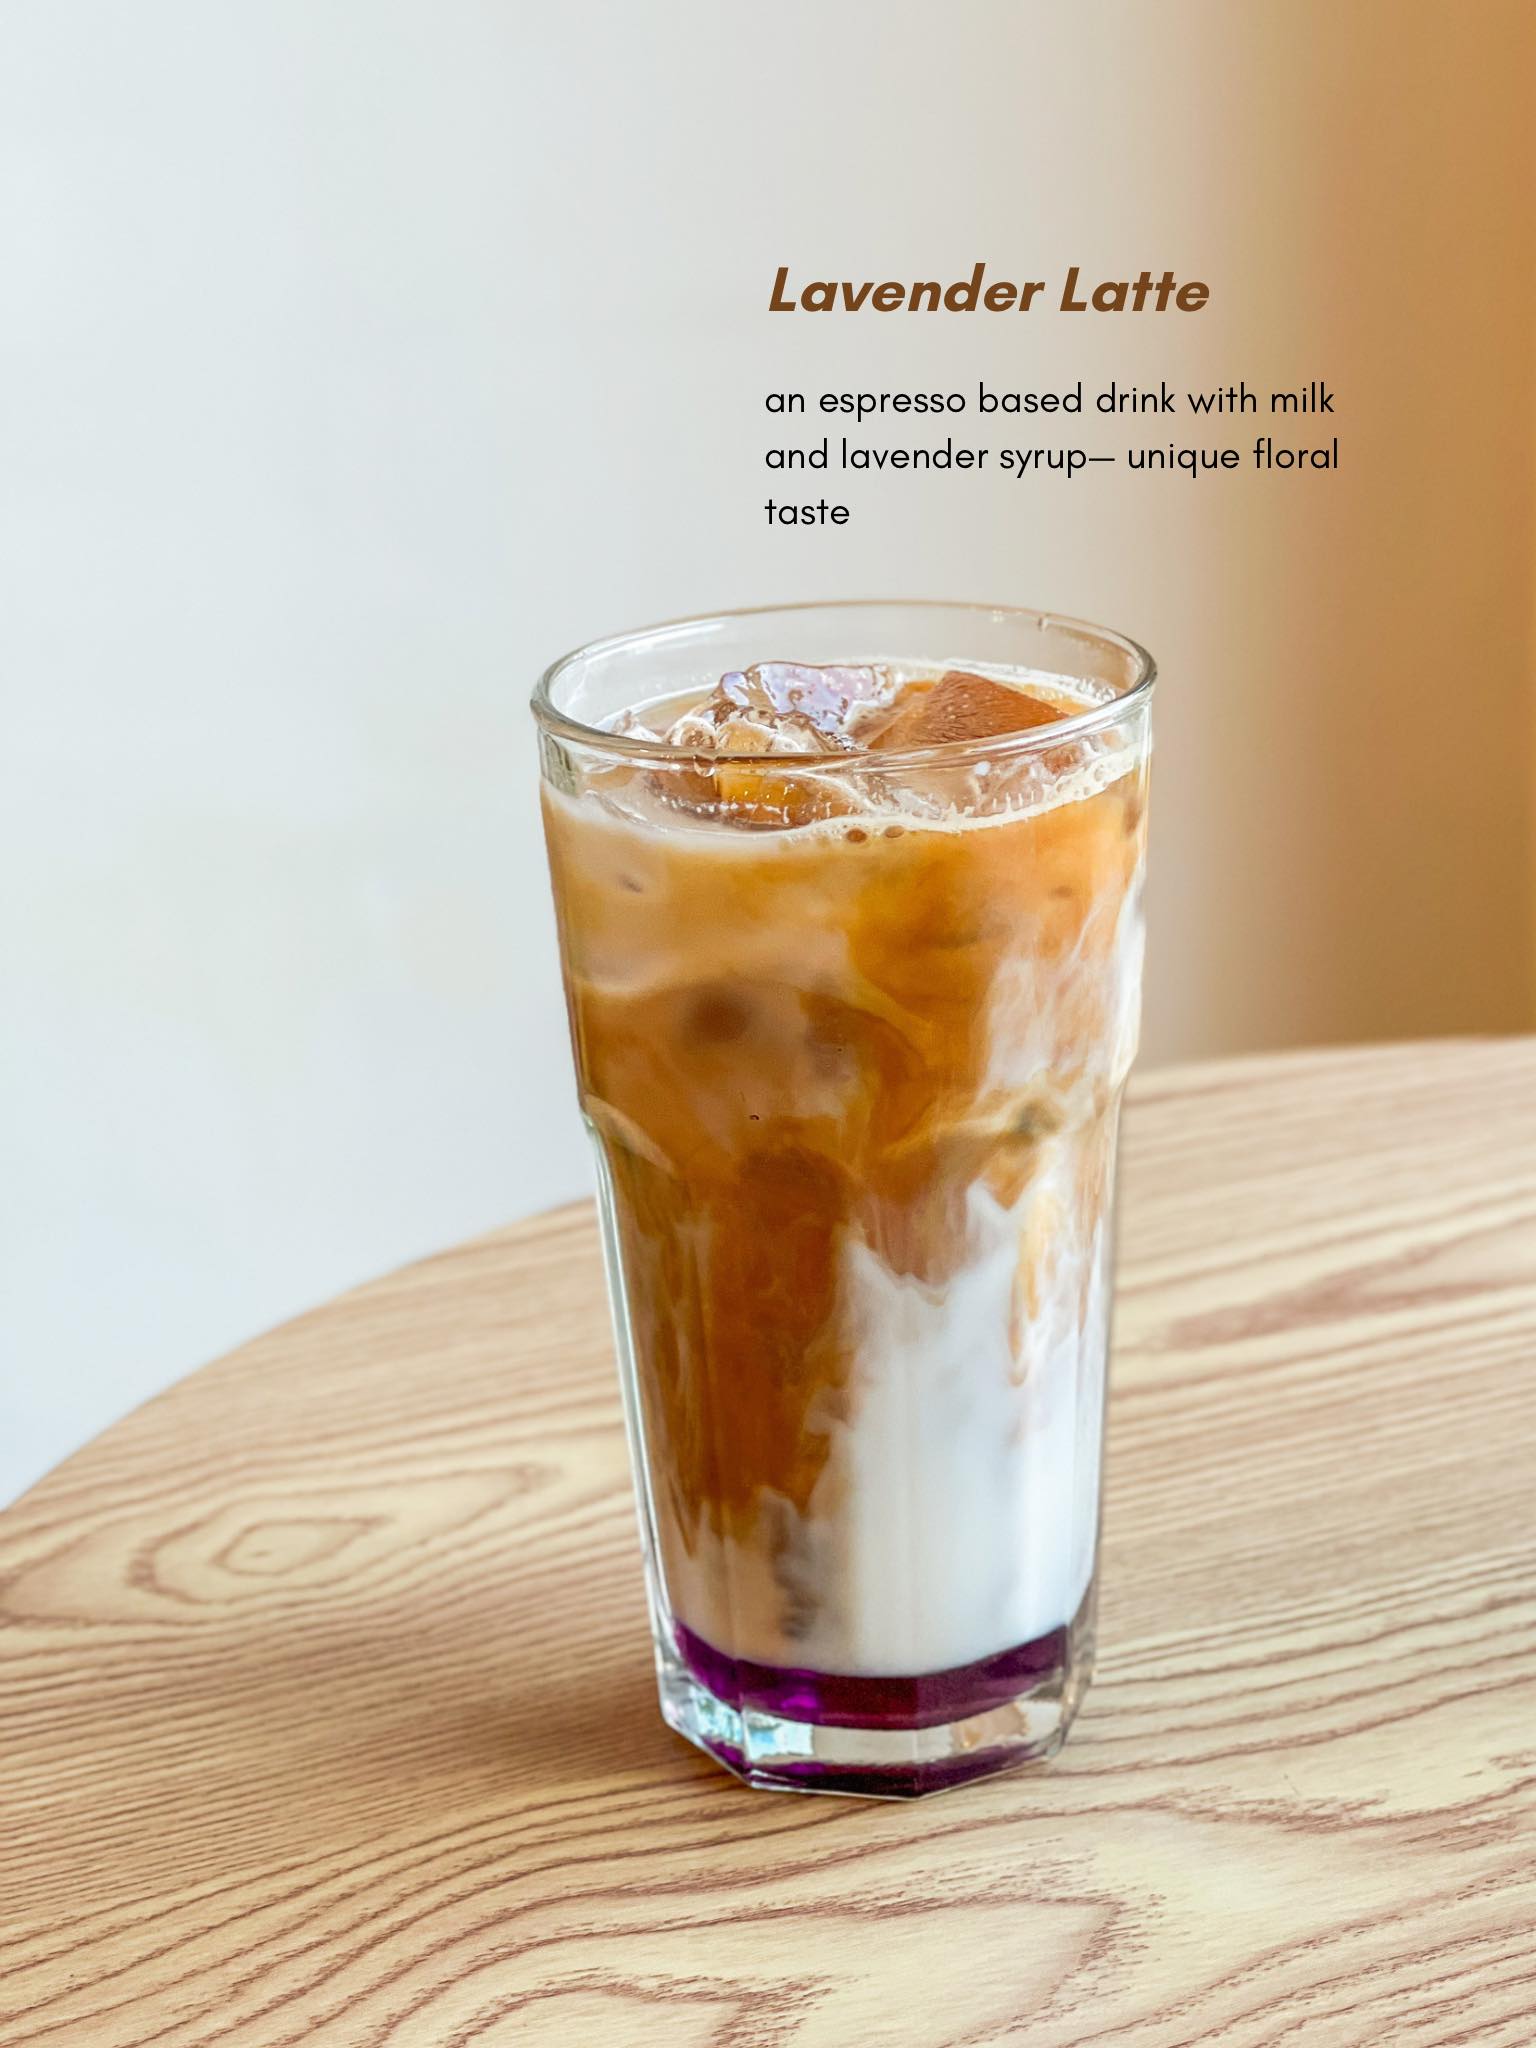 Lavender Latte
an espresso based drink with milk
and lavender syrup— unique floral
taste